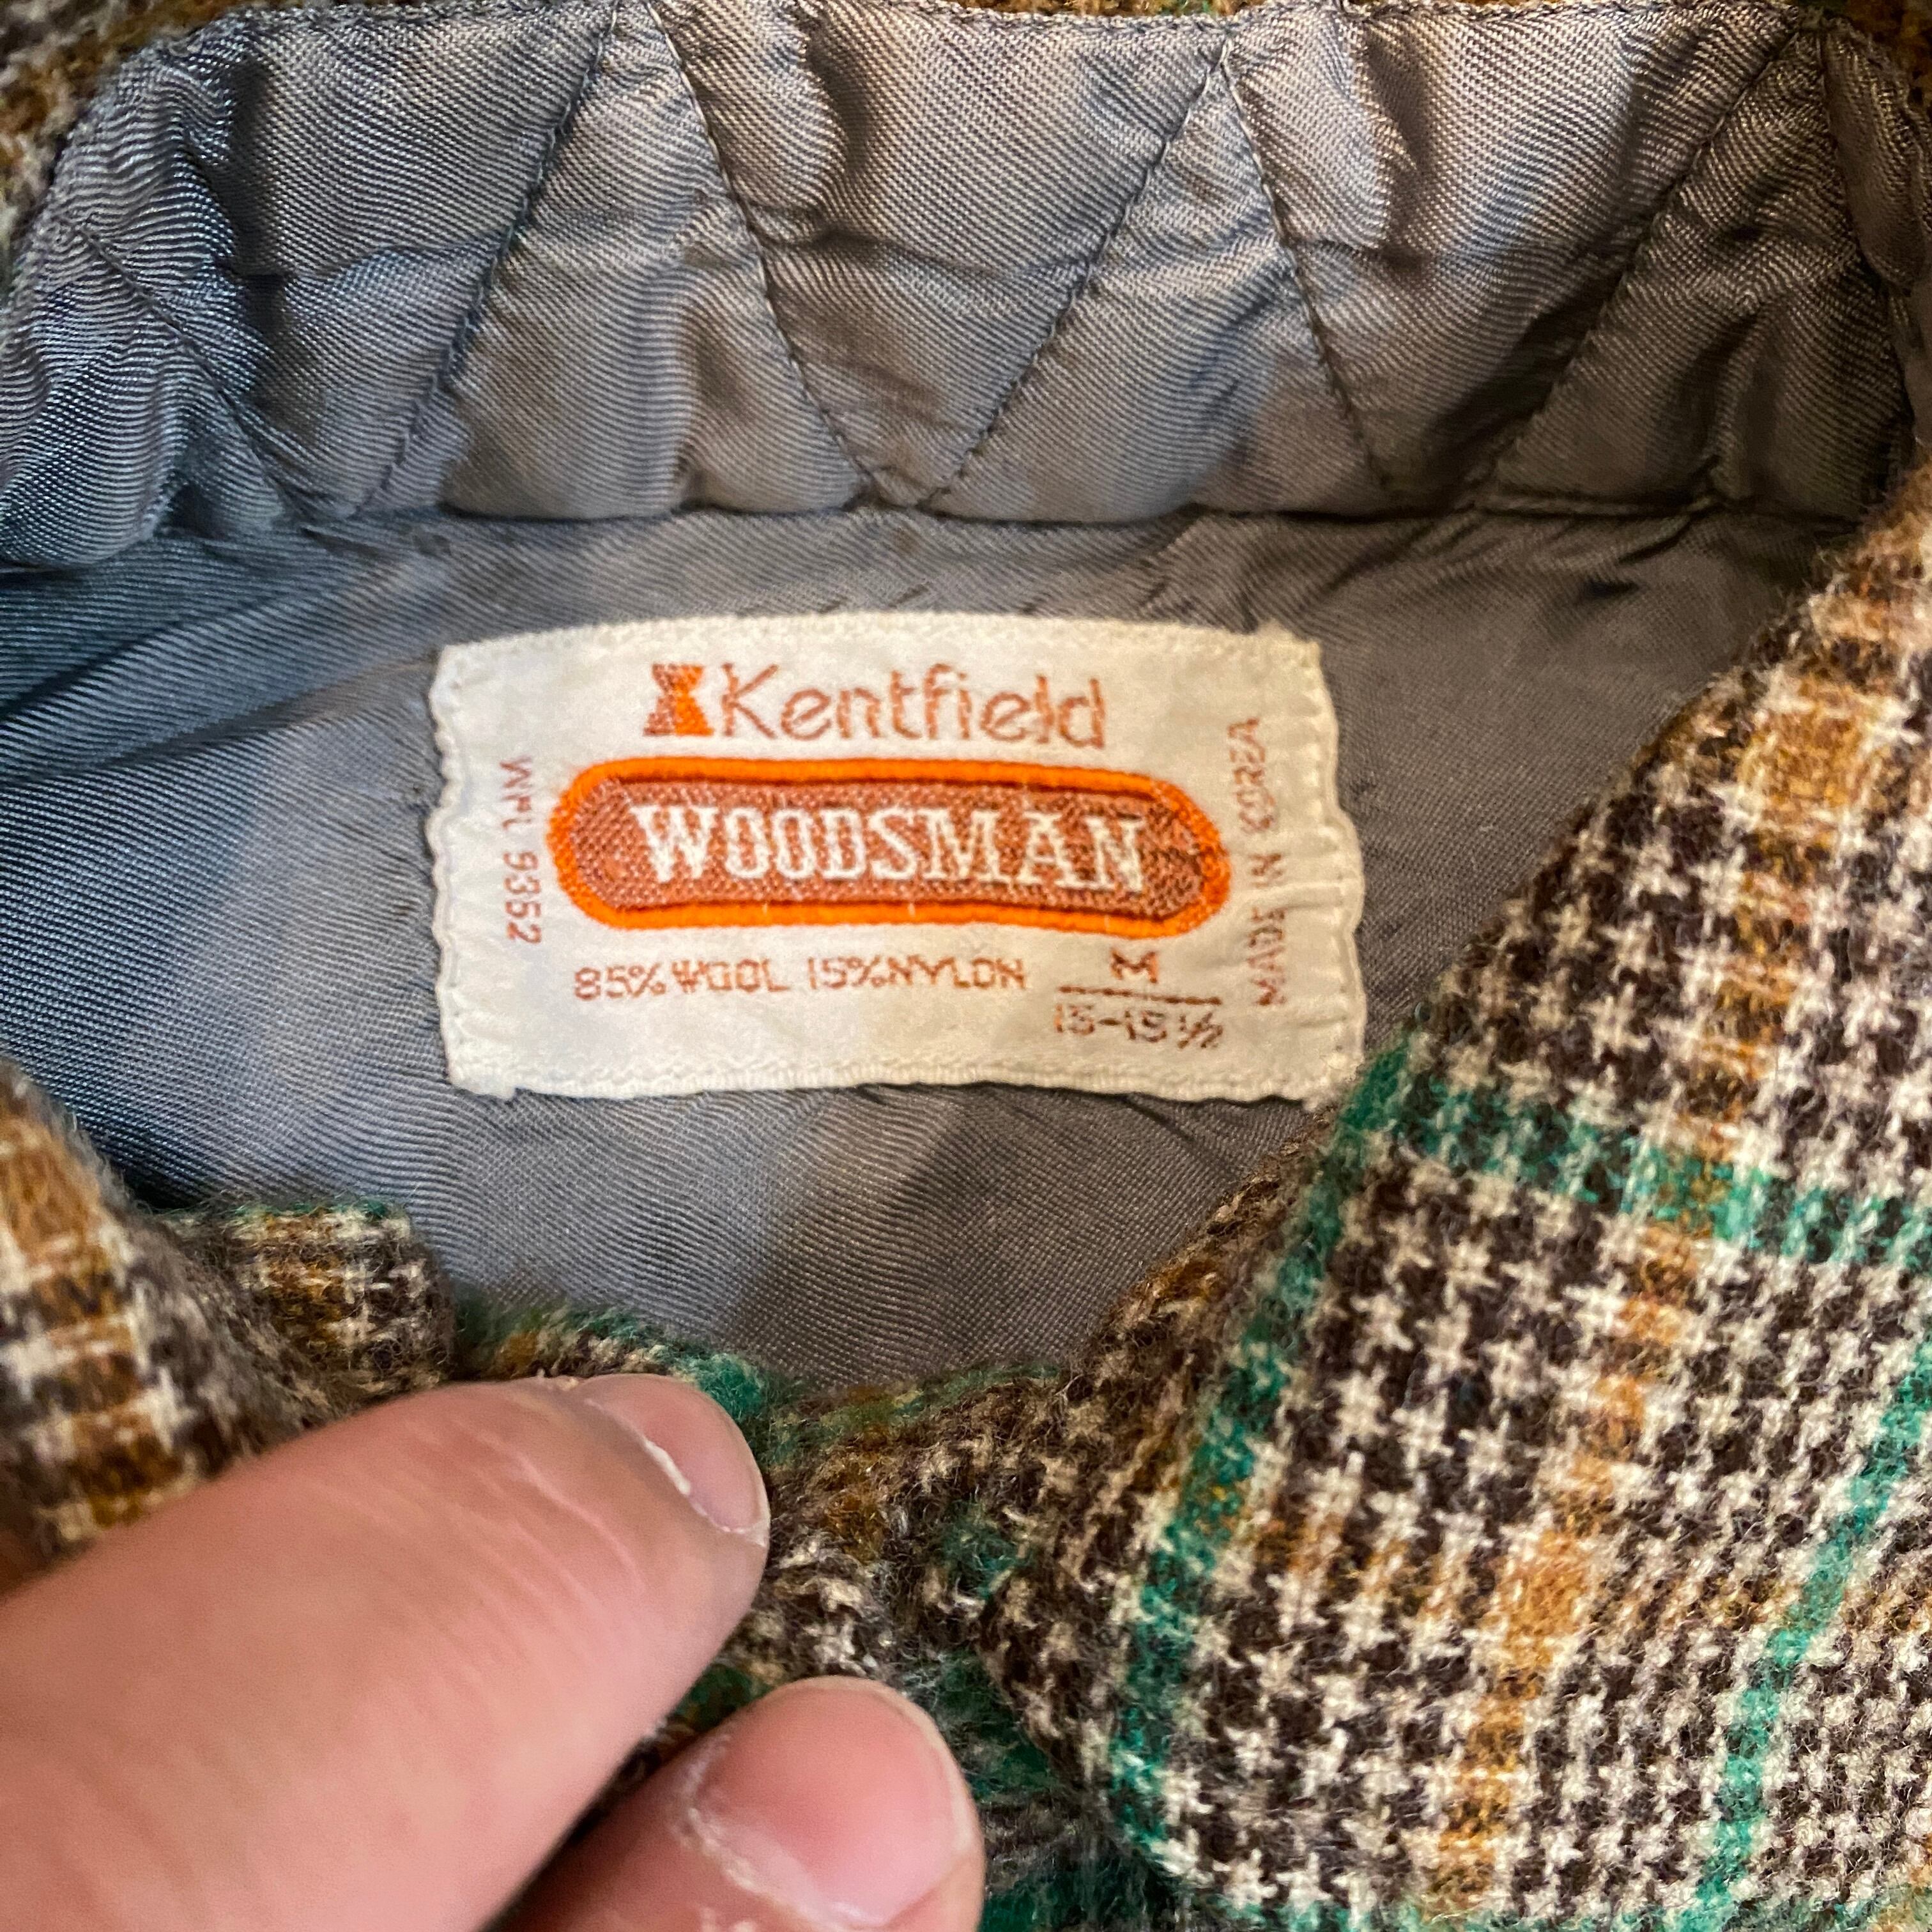 Kentfield
WOODSMAN
85% WOOL 15% NYLON
M
15-15½
WPL 9352
MADE IN KOREA